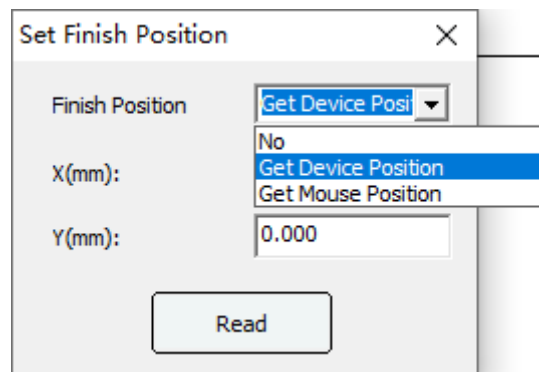 Set Finish Position
Finish Position
Get Device Posi
No
Get Device Position
Get Mouse Position
X(mm):
Y(mm):
0.000
Read